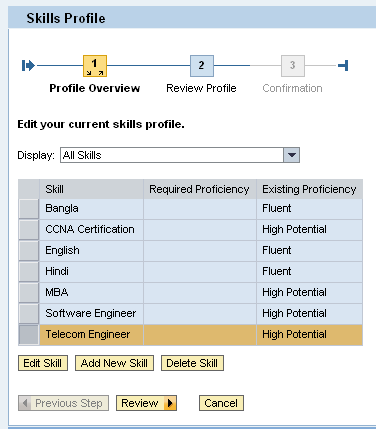 Skills Profile
1 2 3
Profile Overview Review Profile Confirmation
Edit your current skills profile.
Display: All Skills
Skill Required Proficiency Existing Proficiency
Bangla Fluent
CCNA Certification High Potential
English Fluent
Hindi Fluent
MBA High Potential
Software Engineer High Potential
Telecom Engineer High Potential
Edit Skill Add New Skill Delete Skill
Previous Step Review Cancel